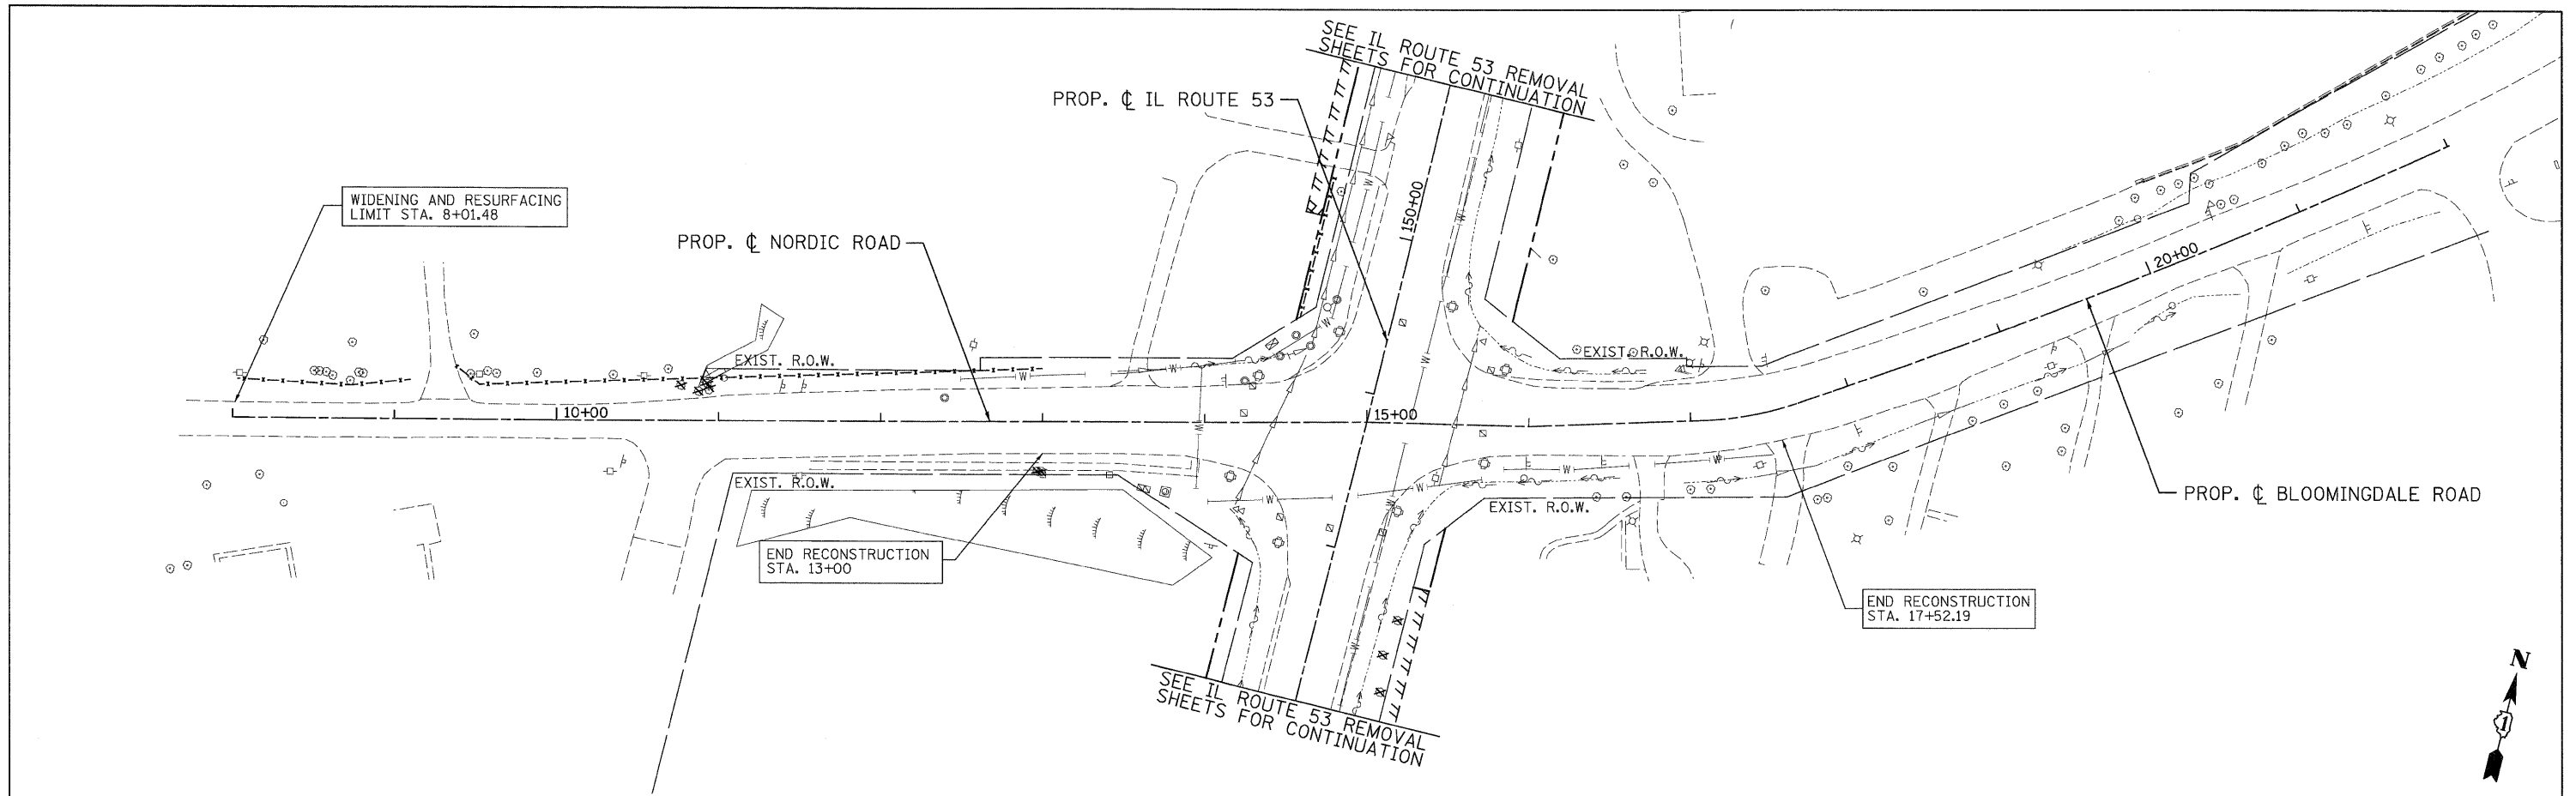 SEE IL ROUTE 53 REMOVAL
SHEETS FOR CONTINUATION
PROP. ℄ IL ROUTE 53
150+00
WIDENING AND RESURFACING
LIMIT STA. 8+01.48
PROP. ℄ NORDIC ROAD
20+00
EXIST. R.O.W.
EXIST. R.O.W.
W
W
W
W
W
W
10+00
15+00
W
W
W
W
EXIST. R.O.W.
W
W
W
EXIST. R.O.W.
PROP. ℄ BLOOMINGDALE ROAD
END RECONSTRUCTION
STA. 13+00
END RECONSTRUCTION
STA. 17+52.19
W
SEE IL ROUTE 53 REMOVAL
SHEETS FOR CONTINUATION
N
1